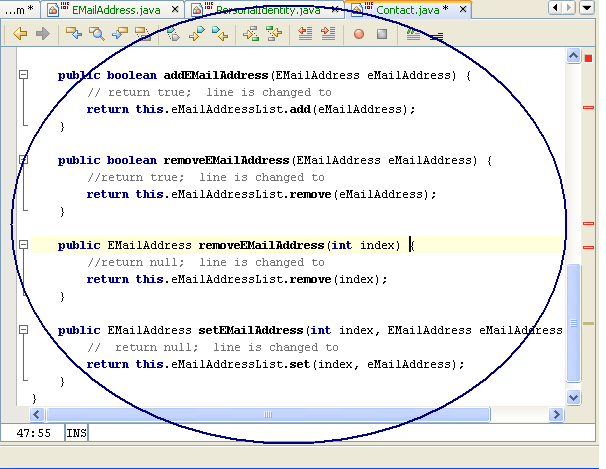 ...m * EMailAddress.java PersonalIdentity.java Contact.java *
public boolean addEMailAddress(EMailAddress eMailAddress) {
// return true;  line is changed to
return this.eMailAddressList.add(eMailAddress);
}
public boolean removeEMailAddress(EMailAddress eMailAddress) {
//return true;  line is changed to
return this.eMailAddressList.remove(eMailAddress);
}
public EMailAddress removeEMailAddress(int index) {
//return null;  line is changed to
return this.eMailAddressList.remove(index);
}
public EMailAddress setEMailAddress(int index, EMailAddress eMailAddress
//  return null;  line is changed to
return this.eMailAddressList.set(index, eMailAddress);
}
}
47:55 INS